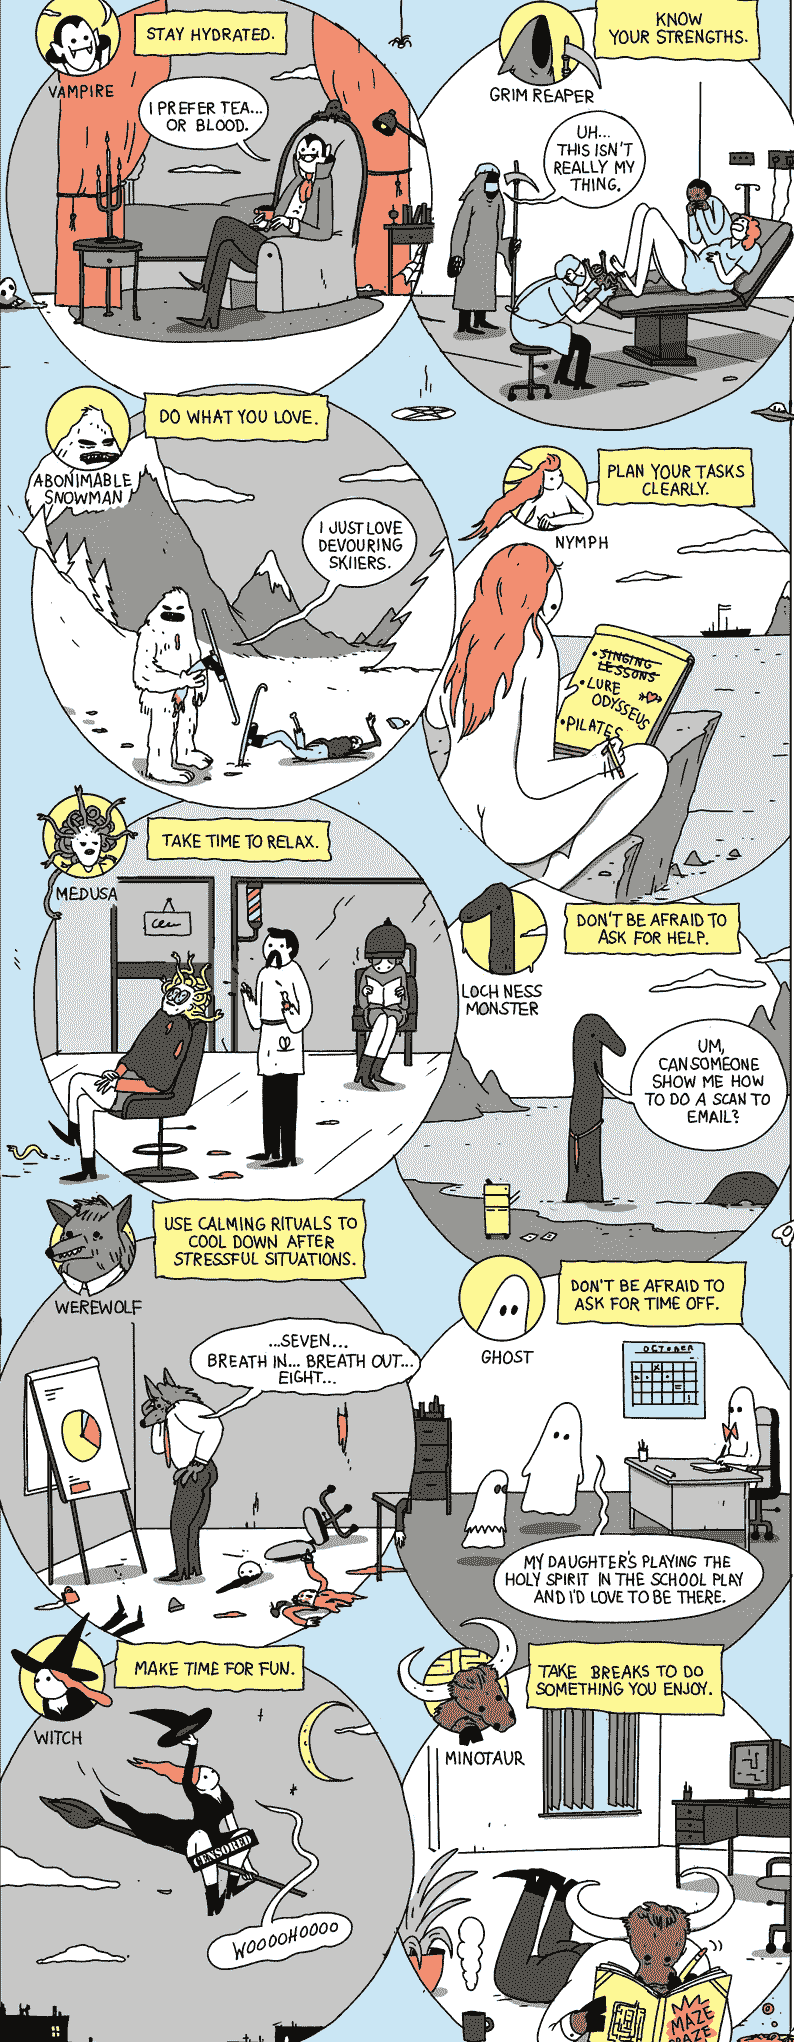 STAY HYDRATED.
VAMPIRE
I PREFER TEA...
OR BLOOD.
KNOW
YOUR STRENGTHS.
GRIM REAPER
UH...
THIS ISN'T
REALLY MY
THING.
DO WHAT YOU LOVE.
ABONIMABLE
SNOWMAN
I JUST LOVE
DEVOURING
SKIIERS.
PLAN YOUR TASKS
CLEARLY.
NYMPH
• SINGING
LESSONS
• LURE
ODYSSEUS
• PILATES
TAKE TIME TO RELAX.
MEDUSA
DON'T BE AFRAID TO
ASK FOR HELP.
LOCH NESS
MONSTER
UM,
CAN SOMEONE
SHOW ME HOW
TO DO A SCAN TO
EMAIL?
USE CALMING RITUALS TO
COOL DOWN AFTER
STRESSFUL SITUATIONS.
WEREWOLF
...SEVEN...
BREATH IN... BREATH OUT...
EIGHT...
DON'T BE AFRAID TO
ASK FOR TIME OFF.
GHOST
OCTOBER
MY DAUGHTER'S PLAYING THE
HOLY SPIRIT IN THE SCHOOL PLAY
AND I'D LOVE TO BE THERE.
MAKE TIME FOR FUN.
WITCH
CENSORED
WOOOOHOOOO
TAKE BREAKS TO DO
SOMETHING YOU ENJOY.
MINOTAUR
MAZE